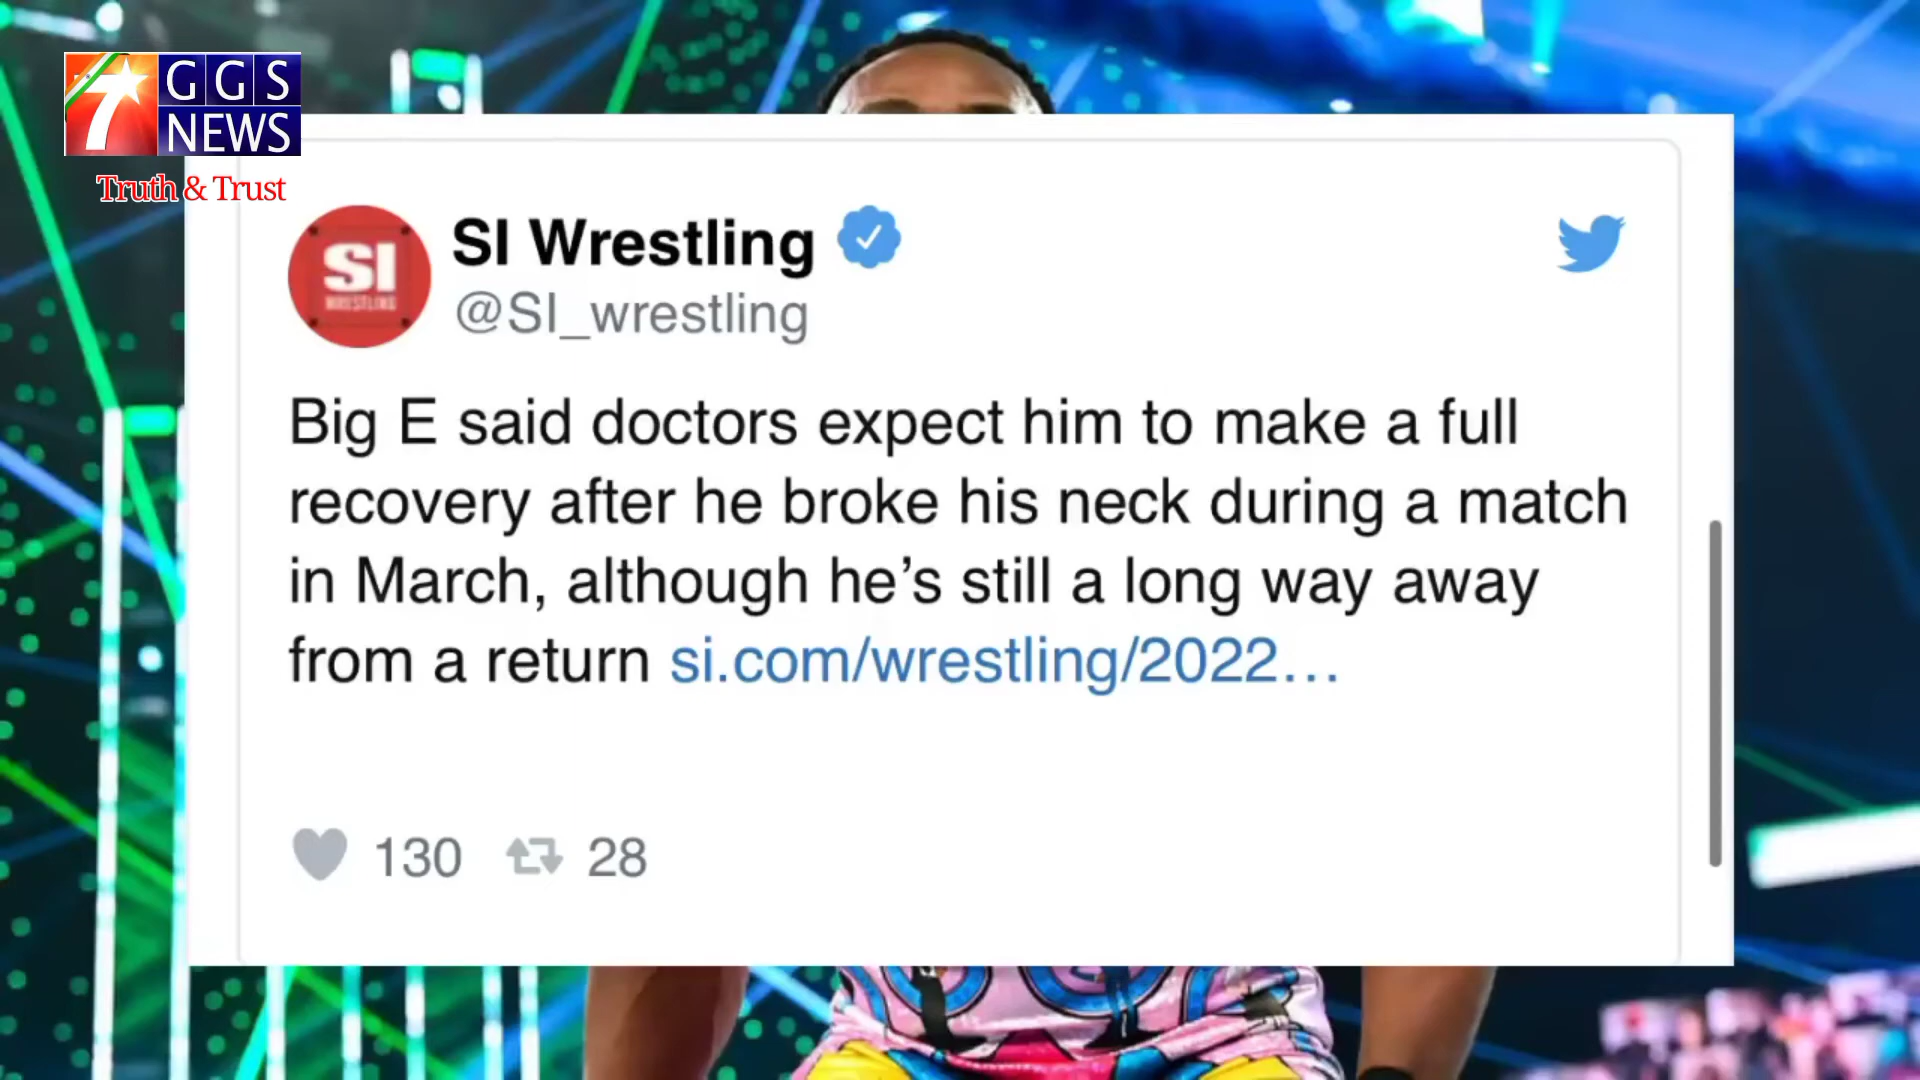 7 GGS
NEWS
Truth & Trust
SI
WRESTLING
SI Wrestling
@SI_wrestling
Big E said doctors expect him to make a full
recovery after he broke his neck during a match
in March, although he’s still a long way away
from a return si.com/wrestling/2022...
130 28